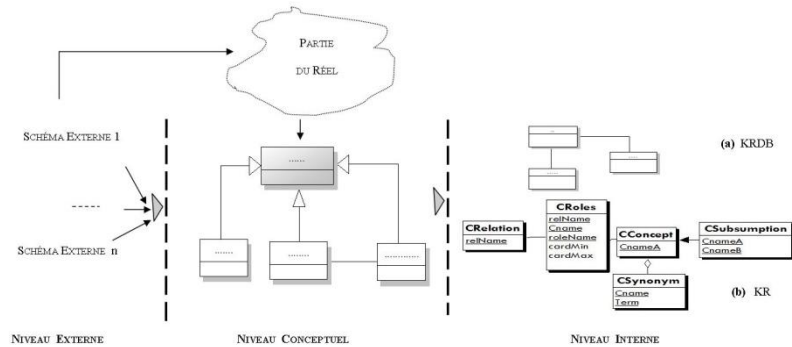 PARTIE
DU RÉEL
SCHÉMA EXTERNE 1
-----
SCHÉMA EXTERNE n
......
........
........
.............
(a) KRDB
...
.......
.......
CRelation
relName
CRoles
relName
Cname
roleName
cardMin
cardMax
CConcept
CnameA
CSubsumption
CnameA
CnameB
CSynonym
Cname
Term
(b) KR
NIVEAU EXTERNE
NIVEAU CONCEPTUEL
NIVEAU INTERNE